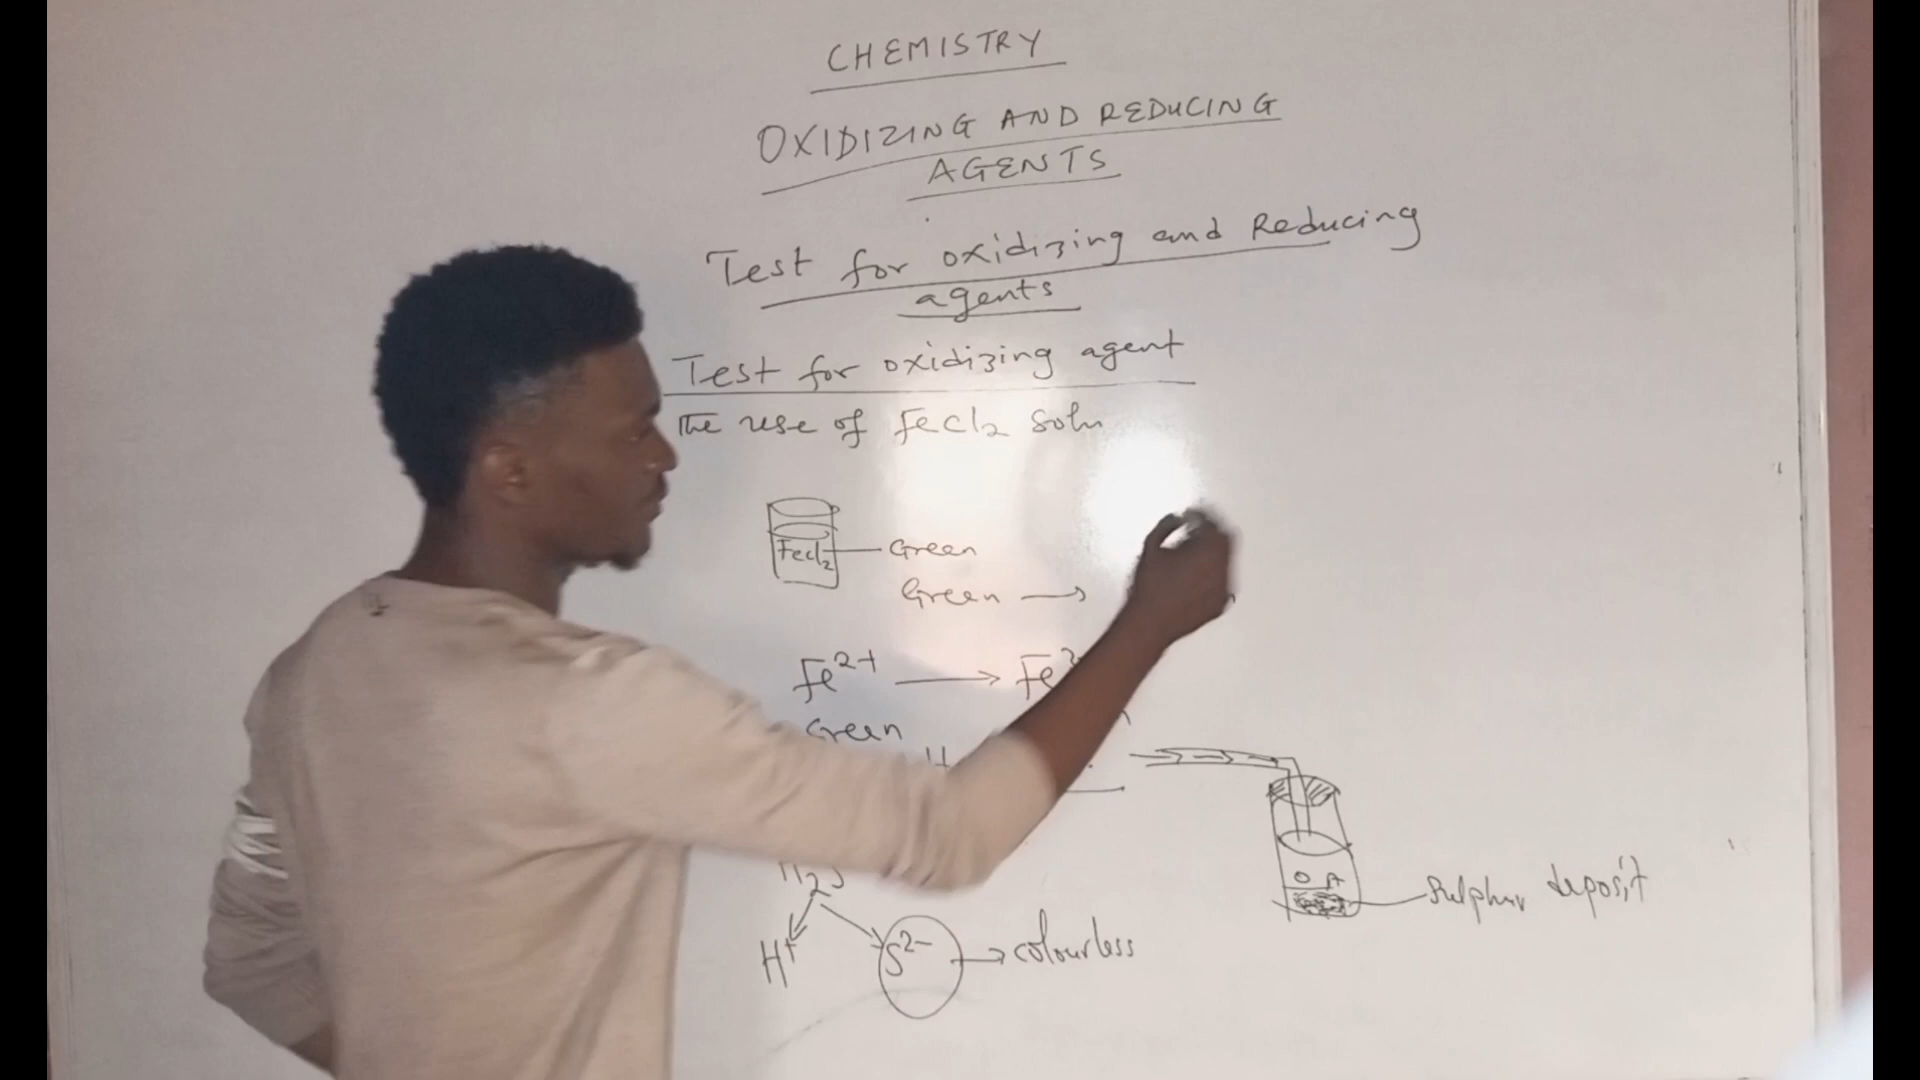 CHEMISTRY
OXIDIZING AND REDUCING
AGENTS
Test for oxidizing and Reducing
agents
Test for oxidizing agent
The use of FeCl2 soln
FeCl2
Green
Green →
Fe2+ → Fe
Green
H
H2S
O A
Sulphur deposit
H+
S2- → colourless